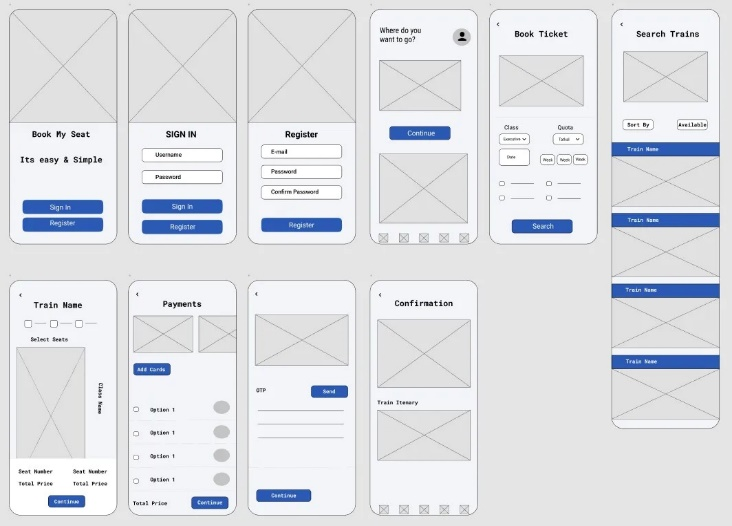 Book My Seat
Its easy & Simple
Sign In
Register
SIGN IN
Username
Password
Sign In
Register
Register
E-mail
Password
Confirm Password
Register
Where do you
want to go?
Continue
Book Ticket
Class
Quota
Executive
Tatkal
Date
Week
Week
Week
Search
Search Trains
Sort By
Available
Train Name
Train Name
Train Name
Train Name
Train Name
Select Seats
Class Name
Seat Number
Seat Number
Total Price
Total Price
Continue
Payments
Add Cards
Option 1
Option 1
Option 1
Option 1
Total Price
Continue
OTP
Send
Continue
Confirmation
Train Itenary